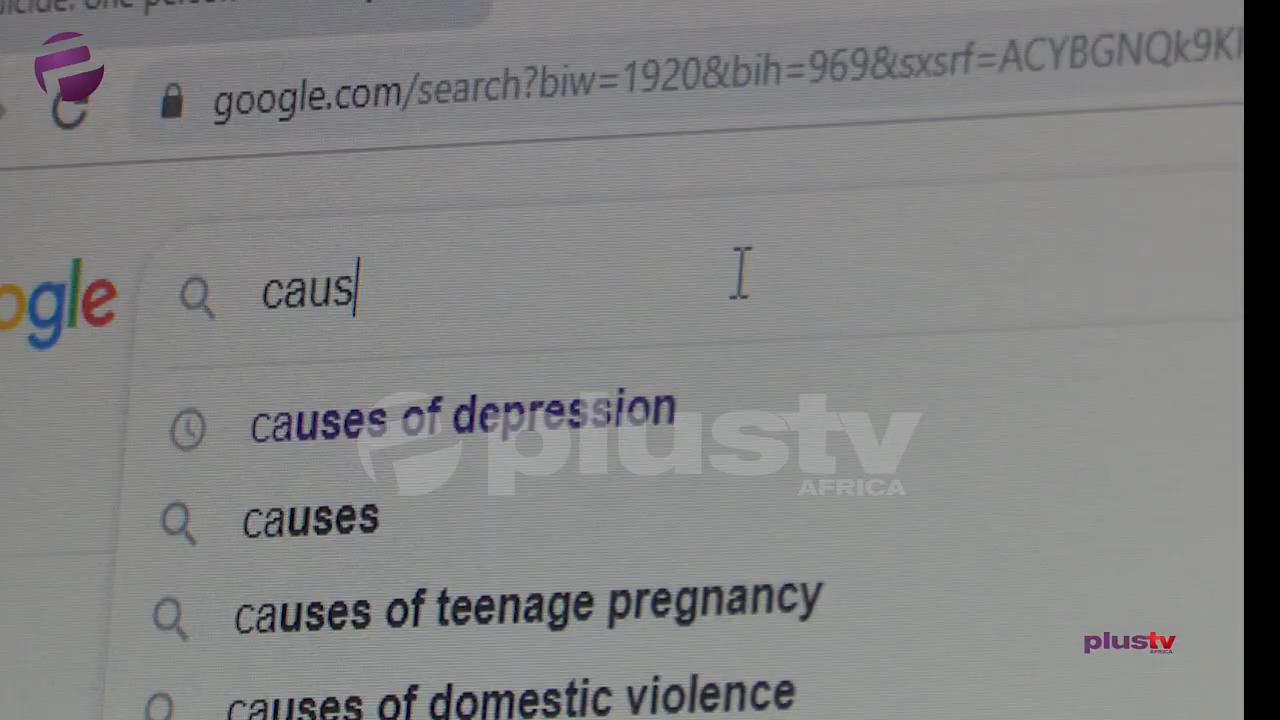 google.com/search?biw=1920&bih=969&sxsrf=ACYBGNQk9K
ogle
caus
causes of depression
plustv
AFRICA
causes
causes of teenage pregnancy
plustv
AFRICA
causes of domestic violence